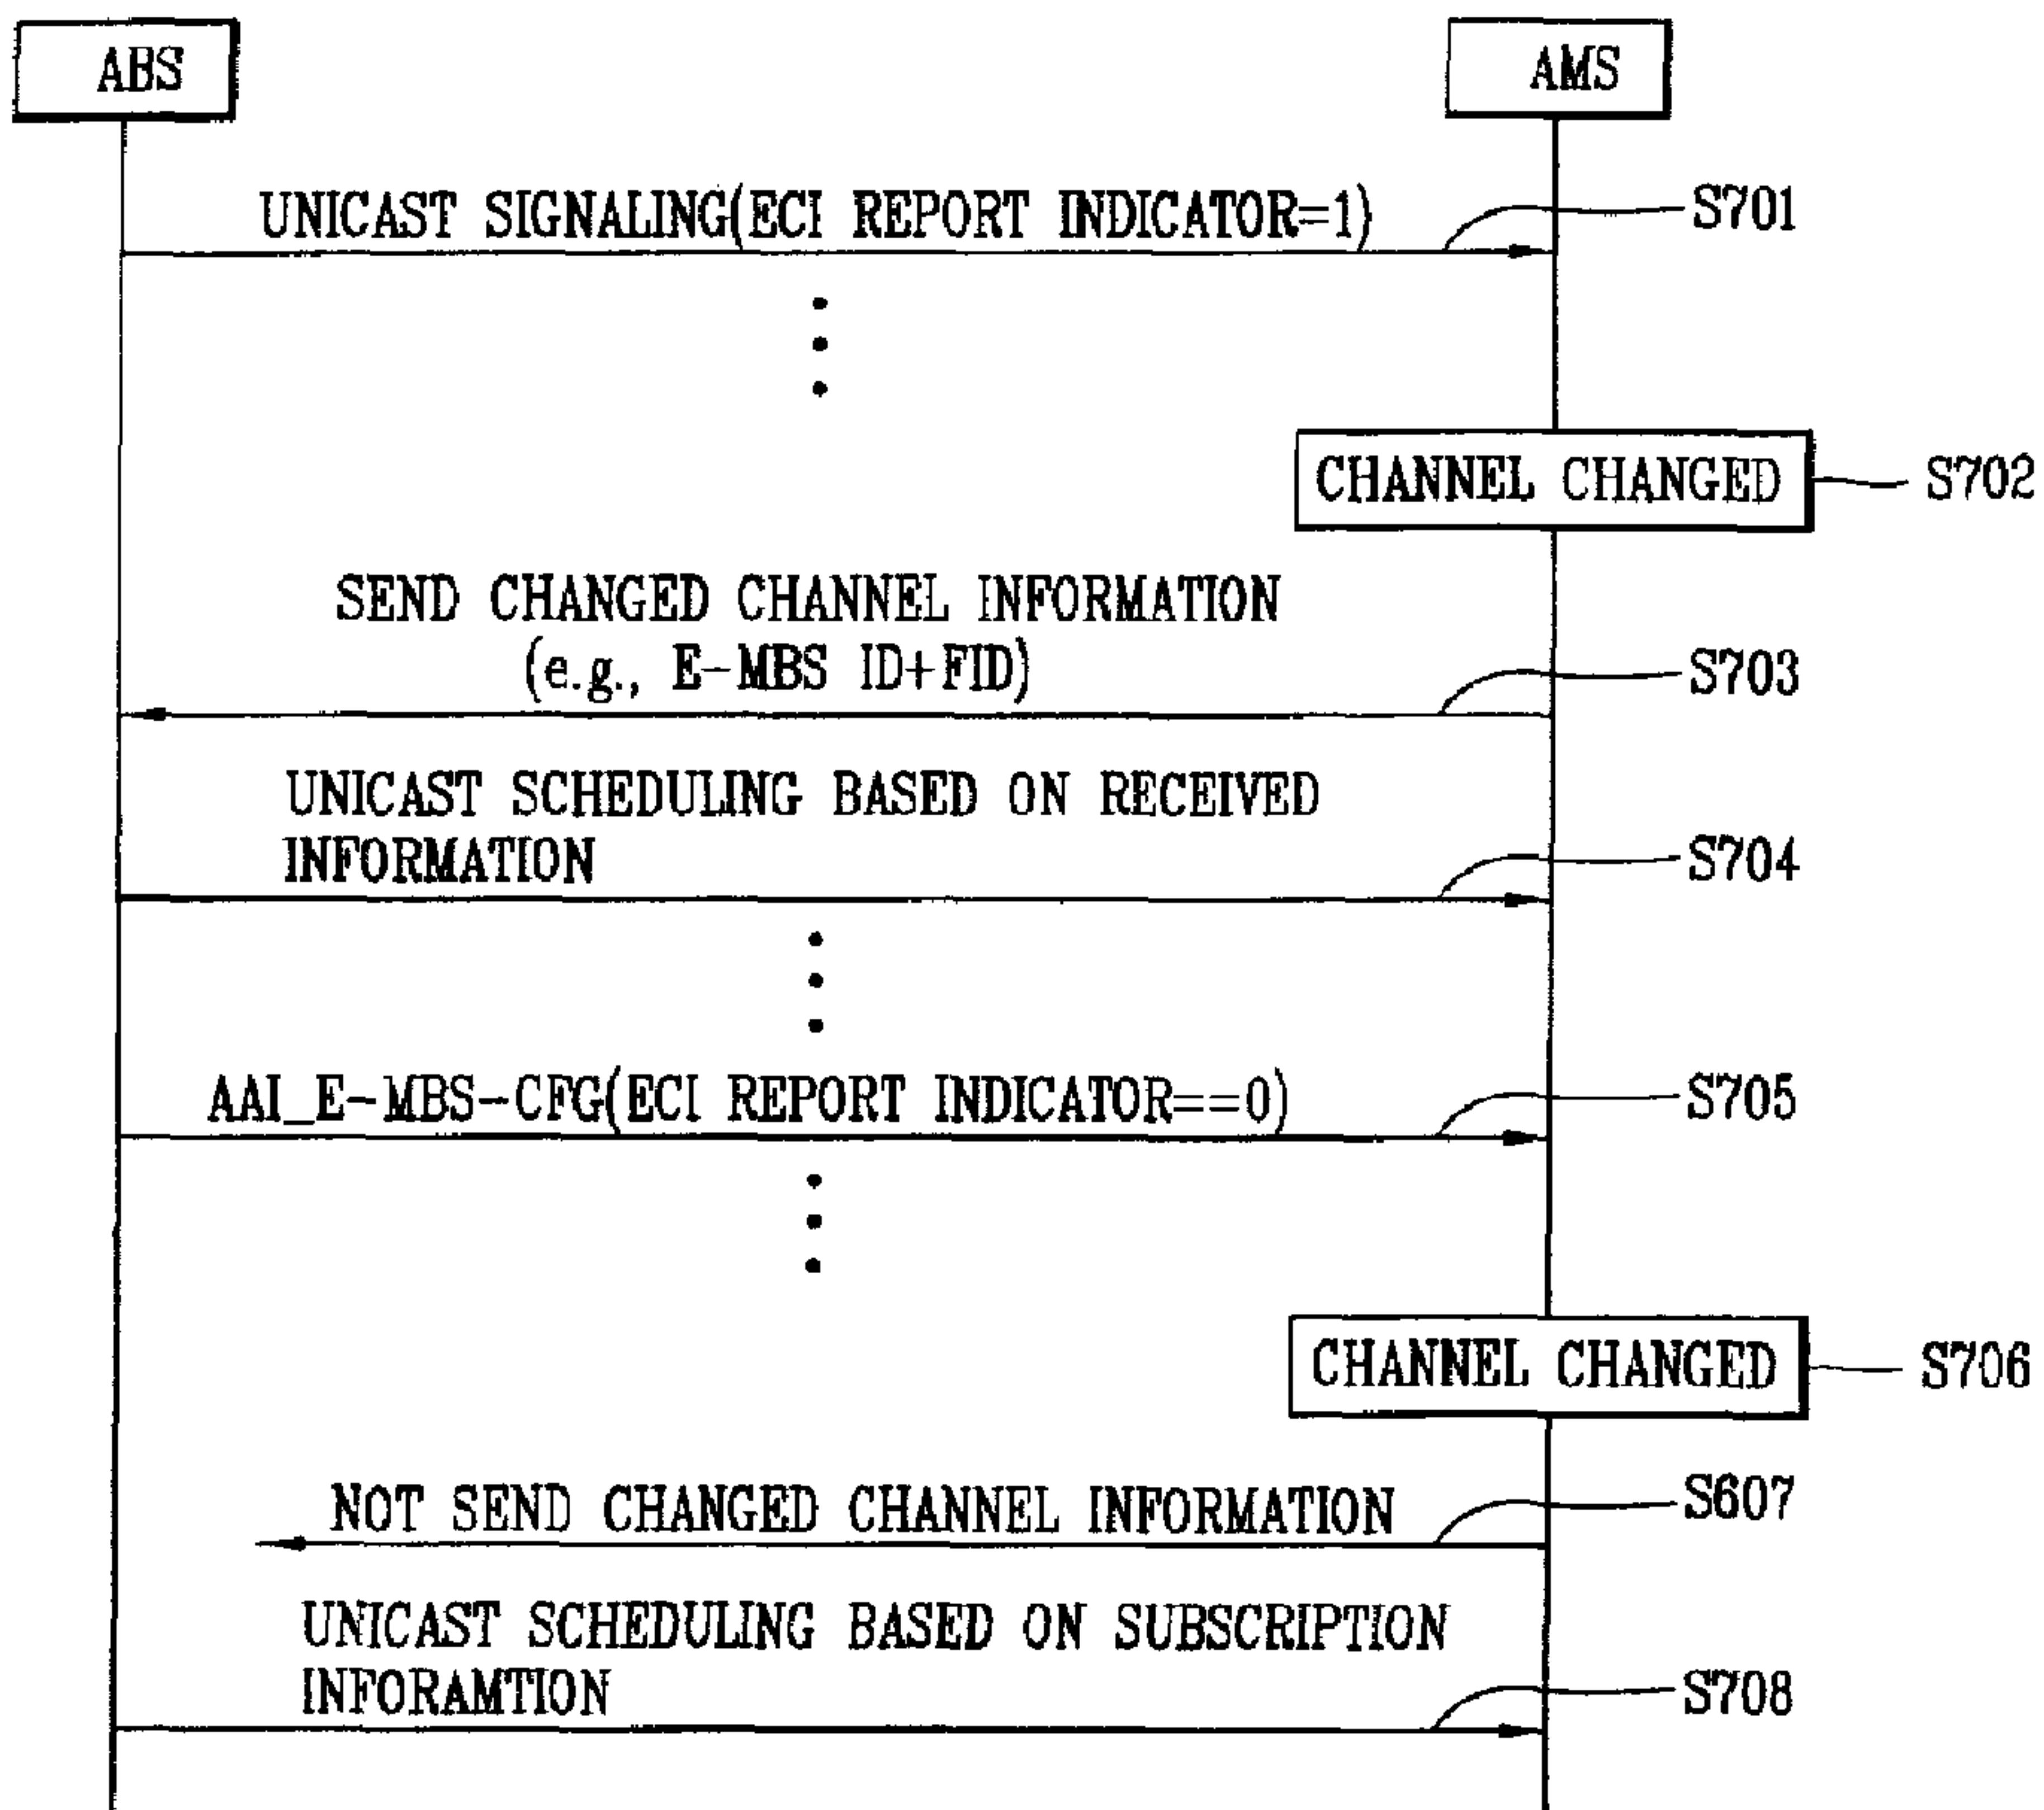 ABS
AMS
UNICAST SIGNALING(ECI REPORT INDICATOR=1)
S701
CHANNEL CHANGED
S702
SEND CHANGED CHANNEL INFORMATION
(e.g., E-MBS ID+FID)
S703
UNICAST SCHEDULING BASED ON RECEIVED
INFORMATION
S704
AAI_E-MBS-CFG(ECI REPORT INDICATOR==0)
S705
CHANNEL CHANGED
S706
NOT SEND CHANGED CHANNEL INFORMATION
S607
UNICAST SCHEDULING BASED ON SUBSCRIPTION
INFORAMTION
S708